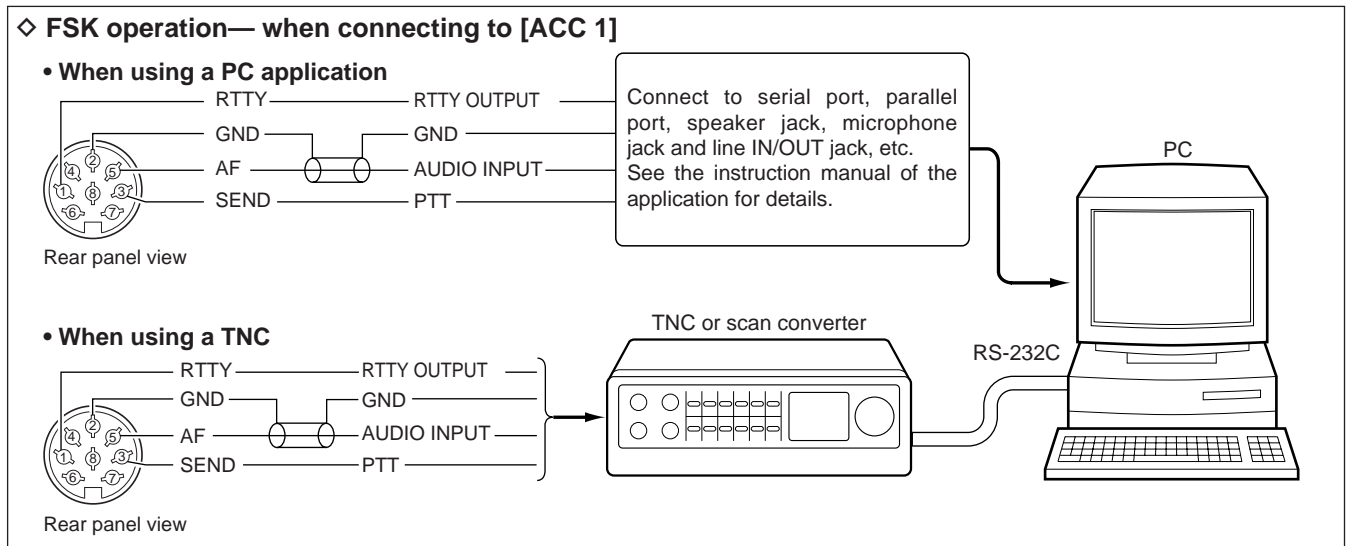 ◇ FSK operation— when connecting to [ACC 1]
• When using a PC application
RTTY RTTY OUTPUT
GND GND
AF AUDIO INPUT
SEND PTT
2
4 5
1 8 3
6 7
Rear panel view
Connect to serial port, parallel
port, speaker jack, microphone
jack and line IN/OUT jack, etc.
See the instruction manual of the
application for details.
PC
• When using a TNC
RTTY RTTY OUTPUT
GND GND
AF AUDIO INPUT
SEND PTT
2
4 5
1 8 3
6 7
Rear panel view
TNC or scan converter
RS-232C